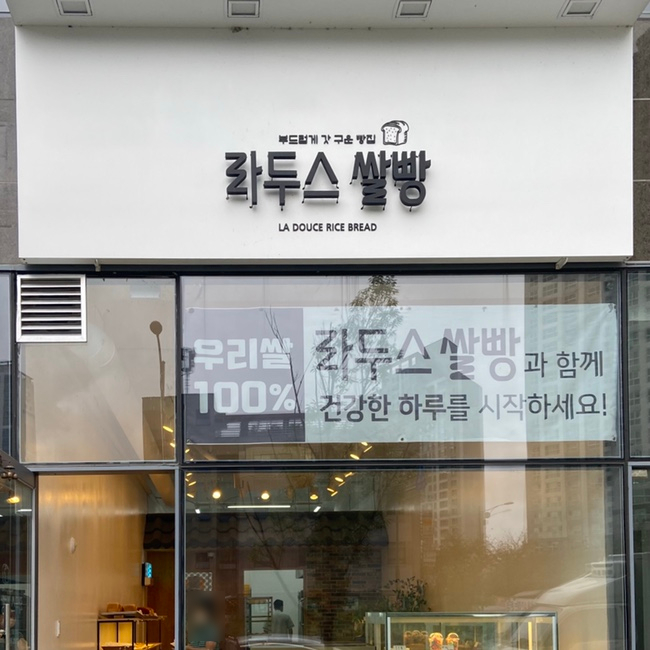 부드럽게 갓 구운 빵집
라두스 쌀빵
LA DOUCE RICE BREAD
우리쌀
100%
라두스 쌀빵과 함께
건강한 하루를 시작하세요!